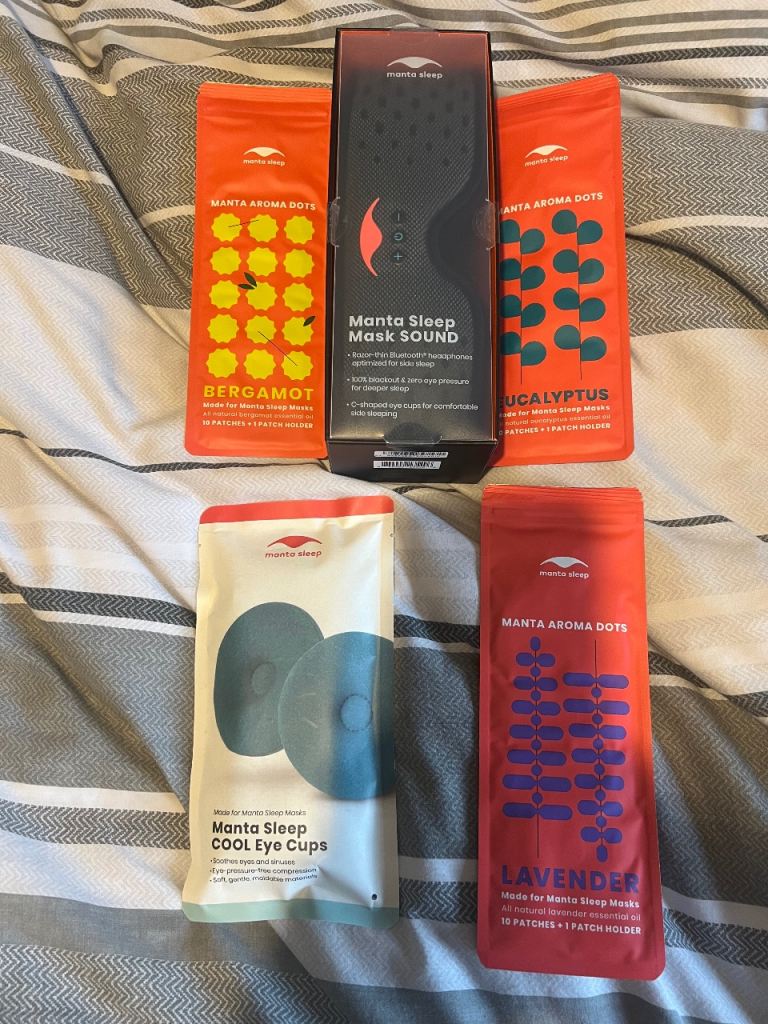 manta sleep
MANTA AROMA DOTS
BERGAMOT
Made for Manta Sleep Masks
All natural bergamot essential oil
10 PATCHES + 1 PATCH HOLDER
manta sleep
Manta Sleep
Mask SOUND
• Razor-thin Bluetooth® headphones
optimized for side sleep
• 100% blackout & zero eye pressure
for deeper sleep
• C-shaped eye cups for comfortable
side sleeping
manta sleep
MANTA AROMA DOTS
EUCALYPTUS
Made for Manta Sleep Masks
natural eucalyptus essential oil
PATCHES + 1 PATCH HOLDER
manta sleep
Made for Manta Sleep Masks
Manta Sleep
COOL Eye Cups
• Soothes eyes and sinuses
• Eye-pressure-free compression
• Soft, gentle, moldable materials
manta sleep
MANTA AROMA DOTS
LAVENDER
Made for Manta Sleep Masks
All natural lavender essential oil
10 PATCHES + 1 PATCH HOLDER